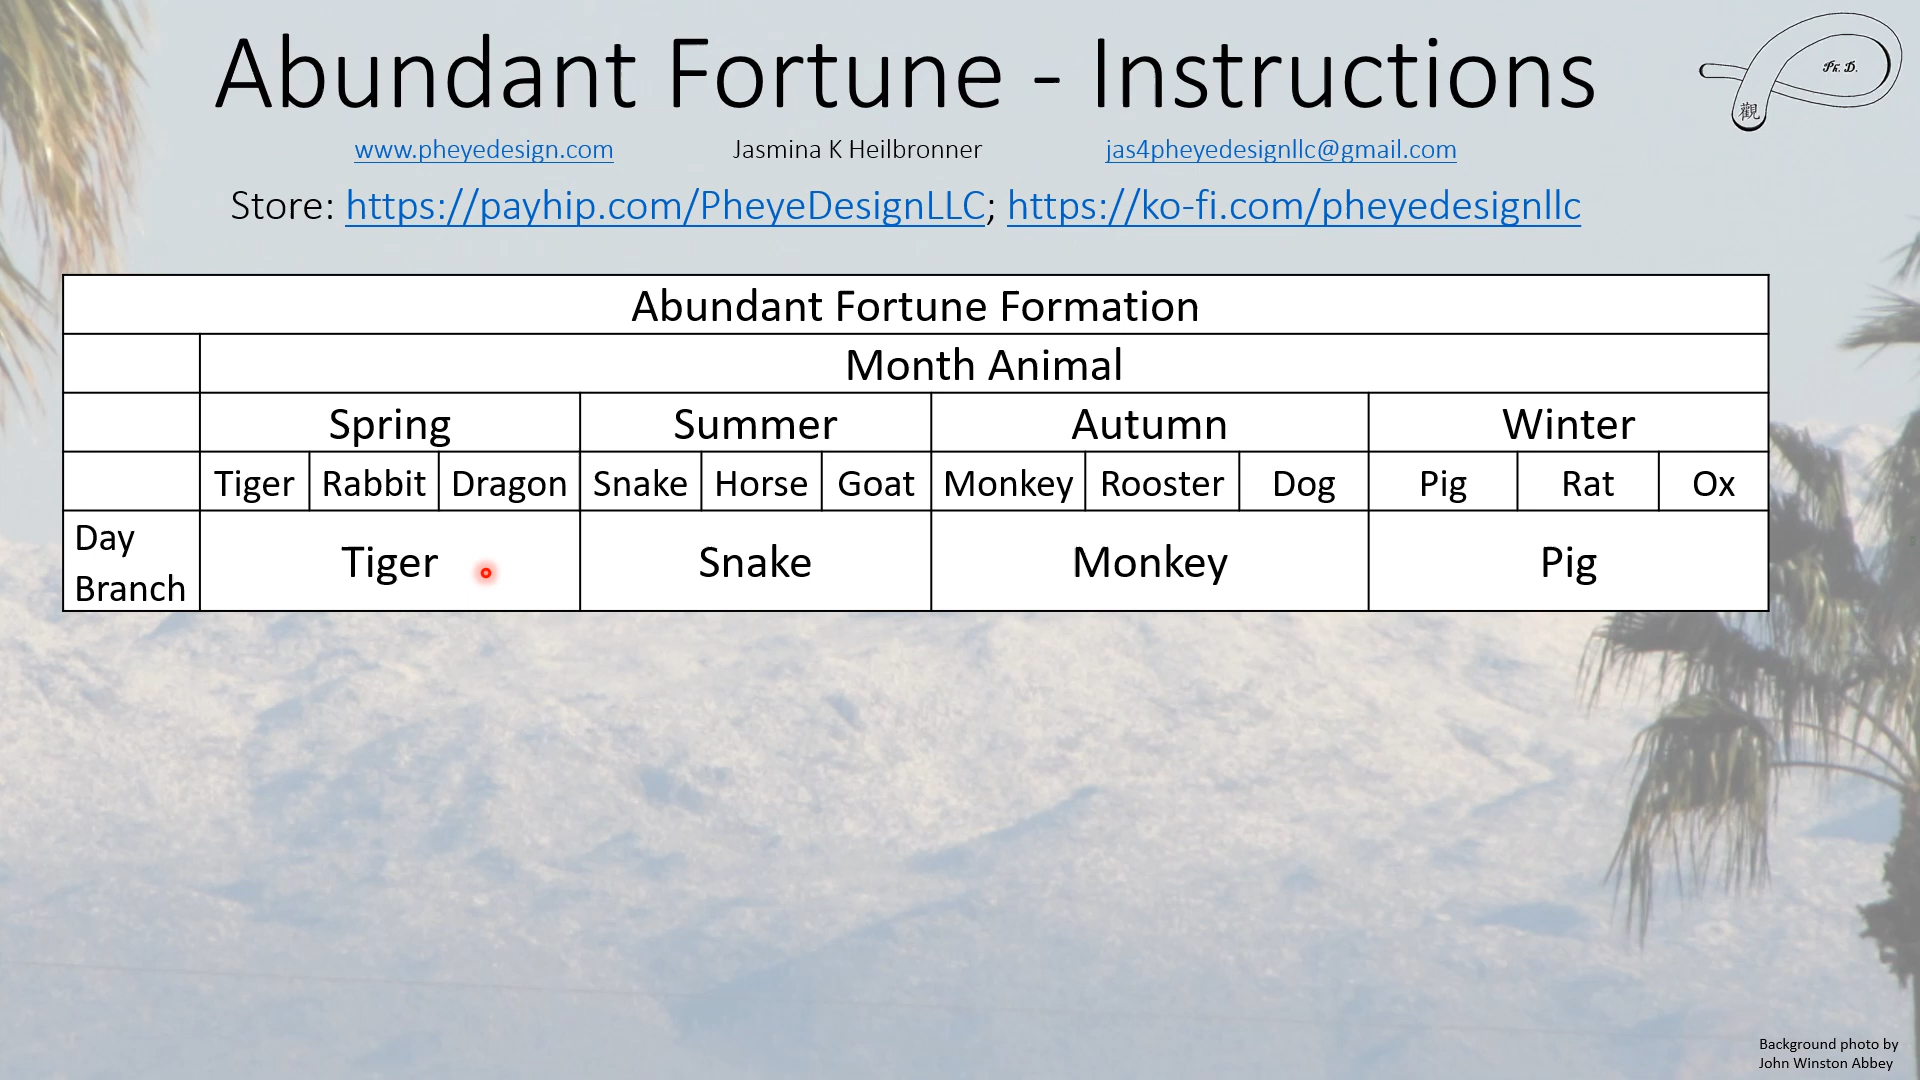 Abundant Fortune - Instructions
Ph. D.
觀
www.pheyedesign.com Jasmina K Heilbronner jas4pheyedesignllc@gmail.com
Store: https://payhip.com/PheyeDesignLLC; https://ko-fi.com/pheyedesignllc
Abundant Fortune Formation
Month Animal
Spring Summer Autumn Winter
Tiger Rabbit Dragon Snake Horse Goat Monkey Rooster Dog Pig Rat Ox
Day
Branch
Tiger Snake Monkey Pig
Background photo by
John Winston Abbey